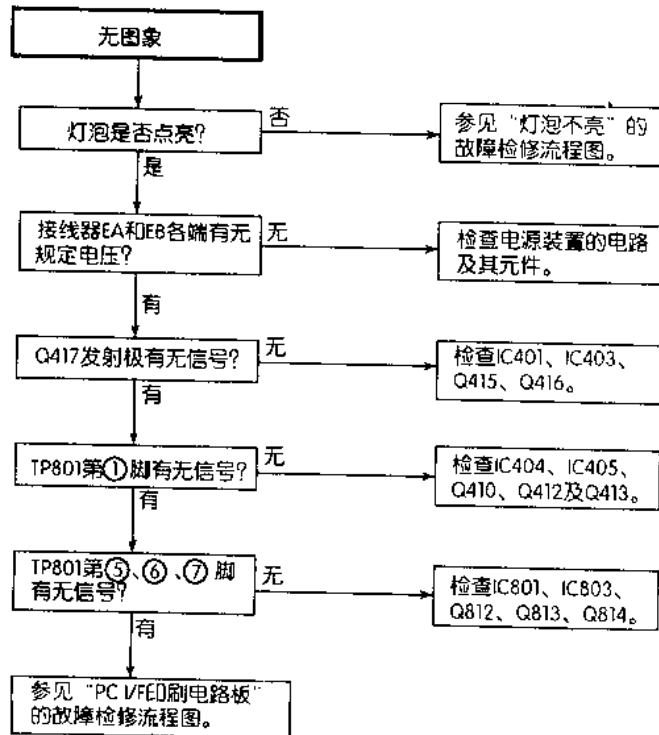 无图象
灯泡是否点亮?
否
参见“灯泡不亮”的
故障检修流程图。
是
接线器EA和EB各端有无
规定电压?
无
检查电源装置的电路
及其元件。
有
Q417发射极有无信号?
无
检查IC401、IC403、
Q415、Q416。
有
TP801第①脚有无信号?
无
检查IC404、IC405、
Q410、Q412及Q413。
有
TP801第⑤、⑥、⑦脚
有无信号?
无
检查IC801、IC803、
Q812、Q813、Q814。
有
参见“PC I/F印刷电路板”
的故障检修流程图。